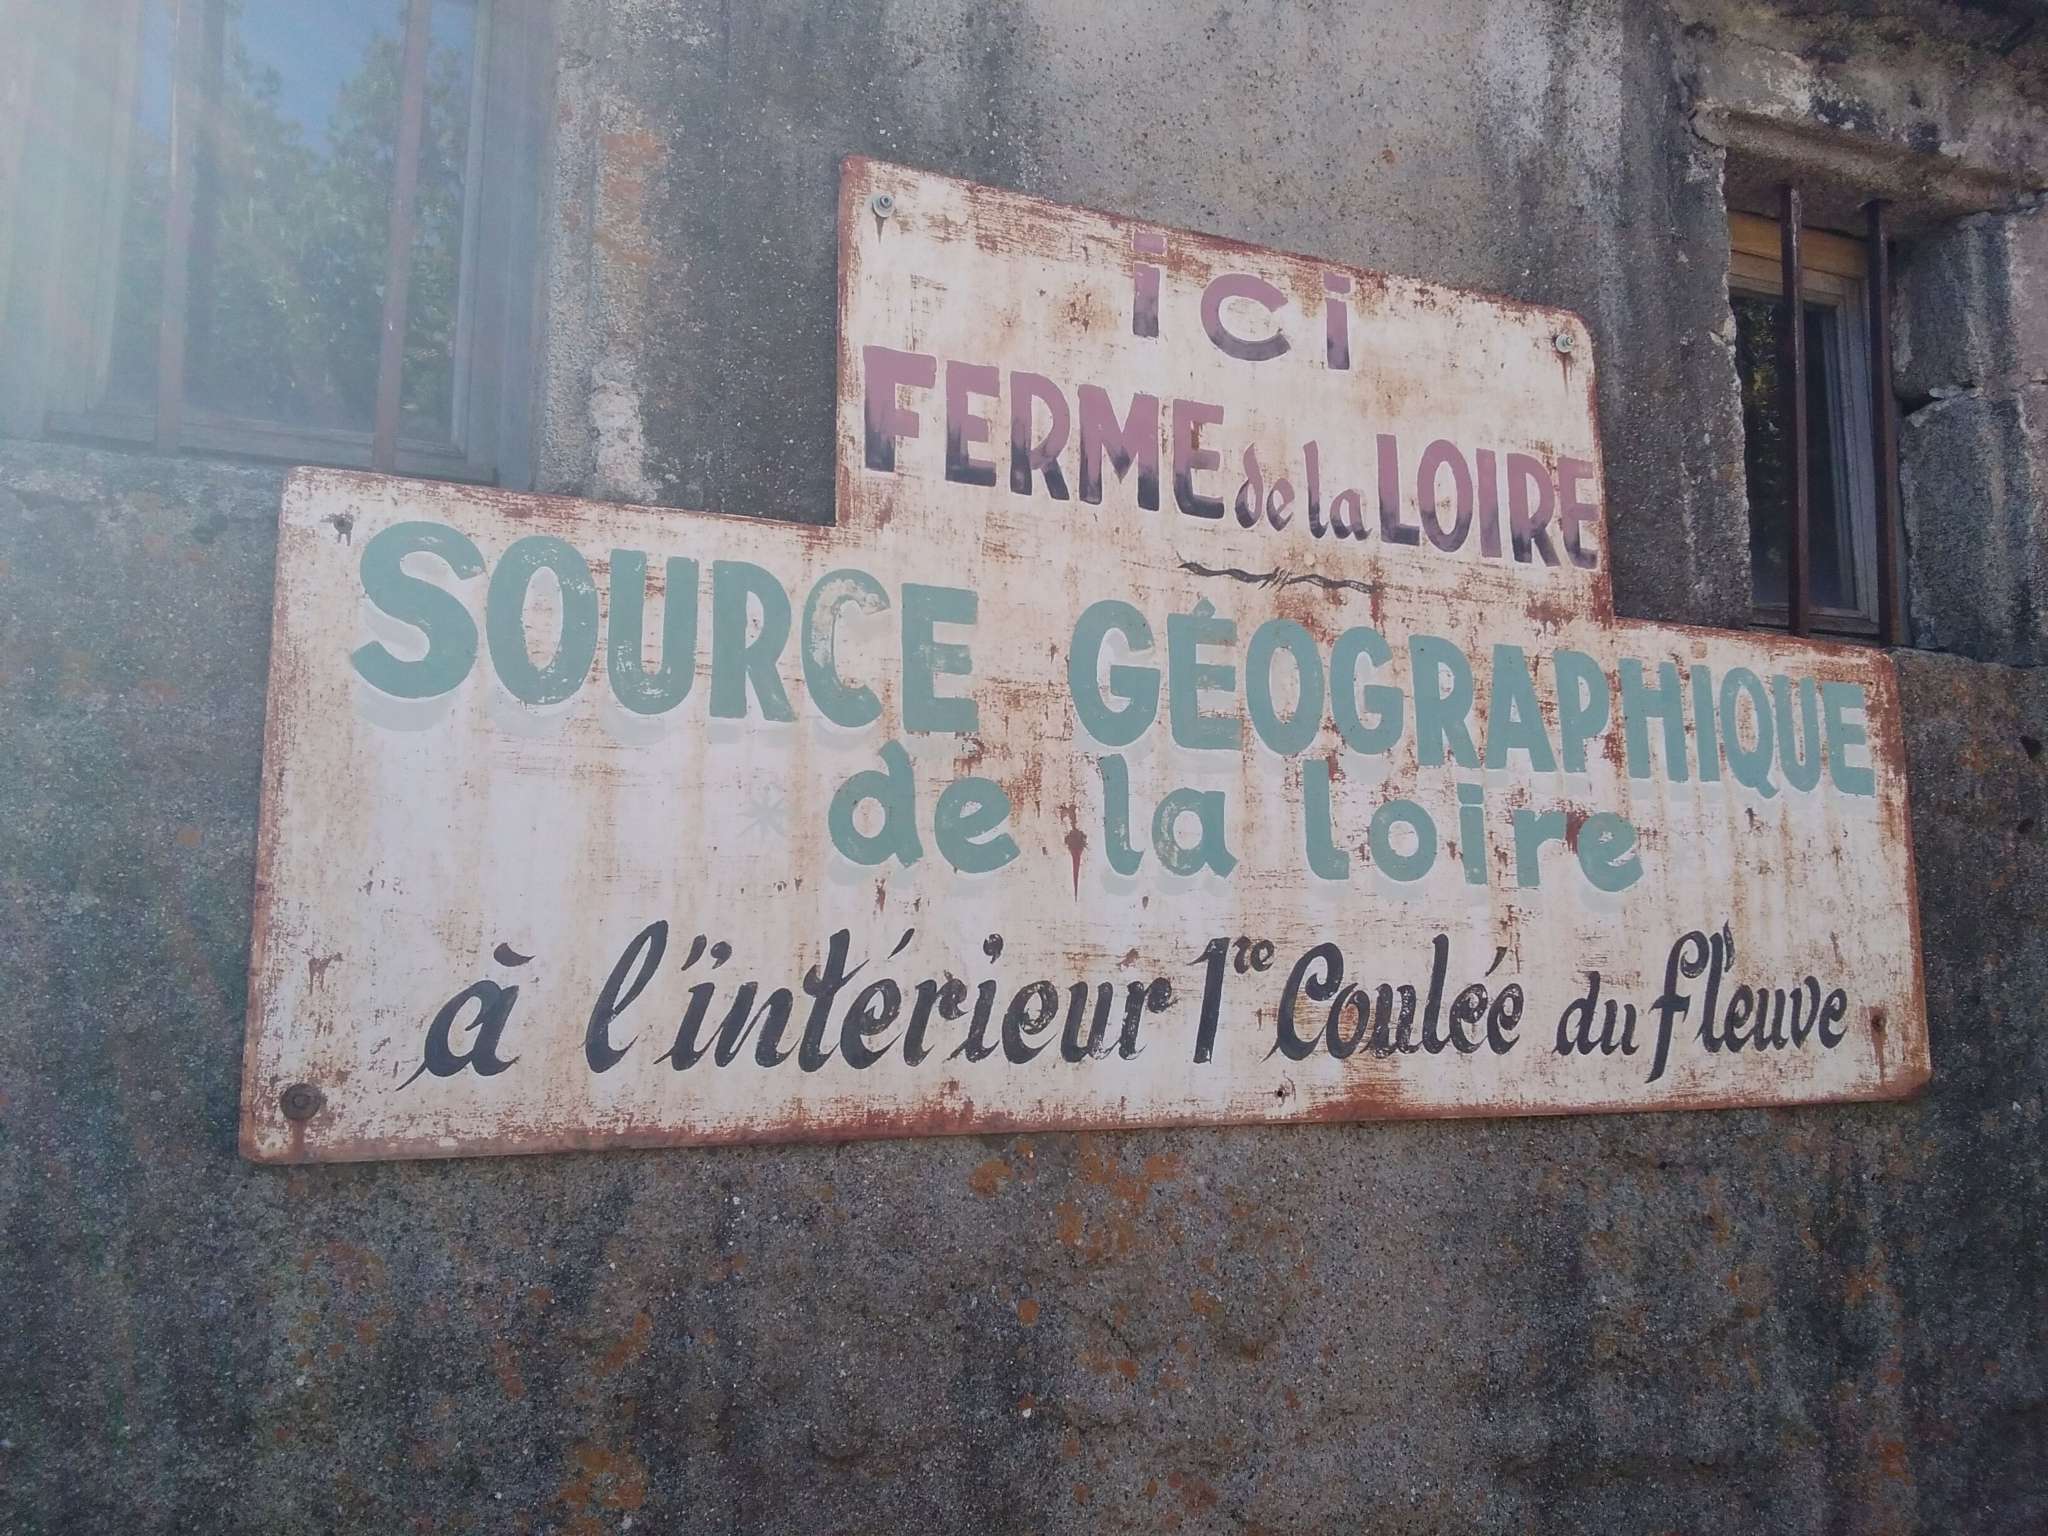 ici
FERME de la LOIRE
SOURCE GÉOGRAPHiQUE
de la loire
à l'intérieur 1re Coulée du fleuve